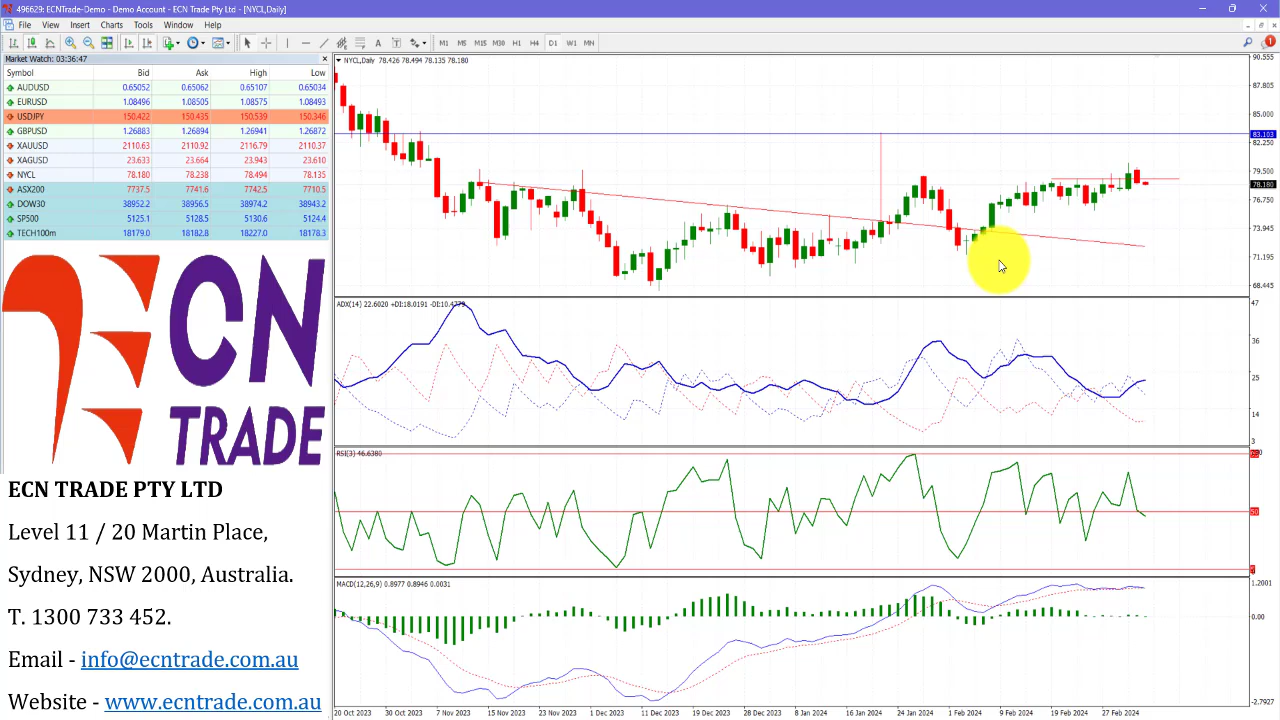 496629: ECNTrade-Demo - Demo Account - ECN Trade Pty Ltd - [NYCL,Daily]
File View Insert Charts Tools Window Help
M1 M5 M15 M30 H1 H4 D1 W1 MN
1
Market Watch: 03:36:47
Symbol Bid Ask High Low
AUDUSD 0.65052 0.65062 0.65107 0.65034
EURUSD 1.08496 1.08505 1.08575 1.08493
USDJPY 150.422 150.435 150.539 150.346
GBPUSD 1.26883 1.26894 1.26941 1.26872
XAUUSD 2110.63 2110.92 2116.79 2110.37
XAGUSD 23.633 23.664 23.943 23.610
NYCL 78.180 78.238 78.494 78.135
ASX200 7737.5 7741.6 7742.5 7710.5
DOW30 38952.2 38956.5 38974.2 38943.2
SP500 5125.1 5128.5 5130.6 5124.4
TECH100m 18179.0 18182.8 18227.0 18178.3
ECN
TRADE
ECN TRADE PTY LTD
Level 11 / 20 Martin Place,
Sydney, NSW 2000, Australia.
T. 1300 733 452.
Email - info@ecntrade.com.au
Website - www.ecntrade.com.au
NYCL,Daily 78.426 78.494 78.135 78.180
90.555
87.805
85.000
83.103
82.250
79.500
78.180
76.750
73.945
71.195
68.445
ADX(14) 22.6020 +DI:18.0191 -DI:10.4779
47
36
25
14
3
RSI(3) 46.6380
50
MACD(12,26,9) 0.8977 0.8946 0.0031
1.2001
0.00
-2.7927
20 Oct 2023 30 Oct 2023 7 Nov 2023 15 Nov 2023 23 Nov 2023 1 Dec 2023 11 Dec 2023 19 Dec 2023 28 Dec 2023 8 Jan 2024 16 Jan 2024 24 Jan 2024 1 Feb 2024 9 Feb 2024 19 Feb 2024 27 Feb 2024